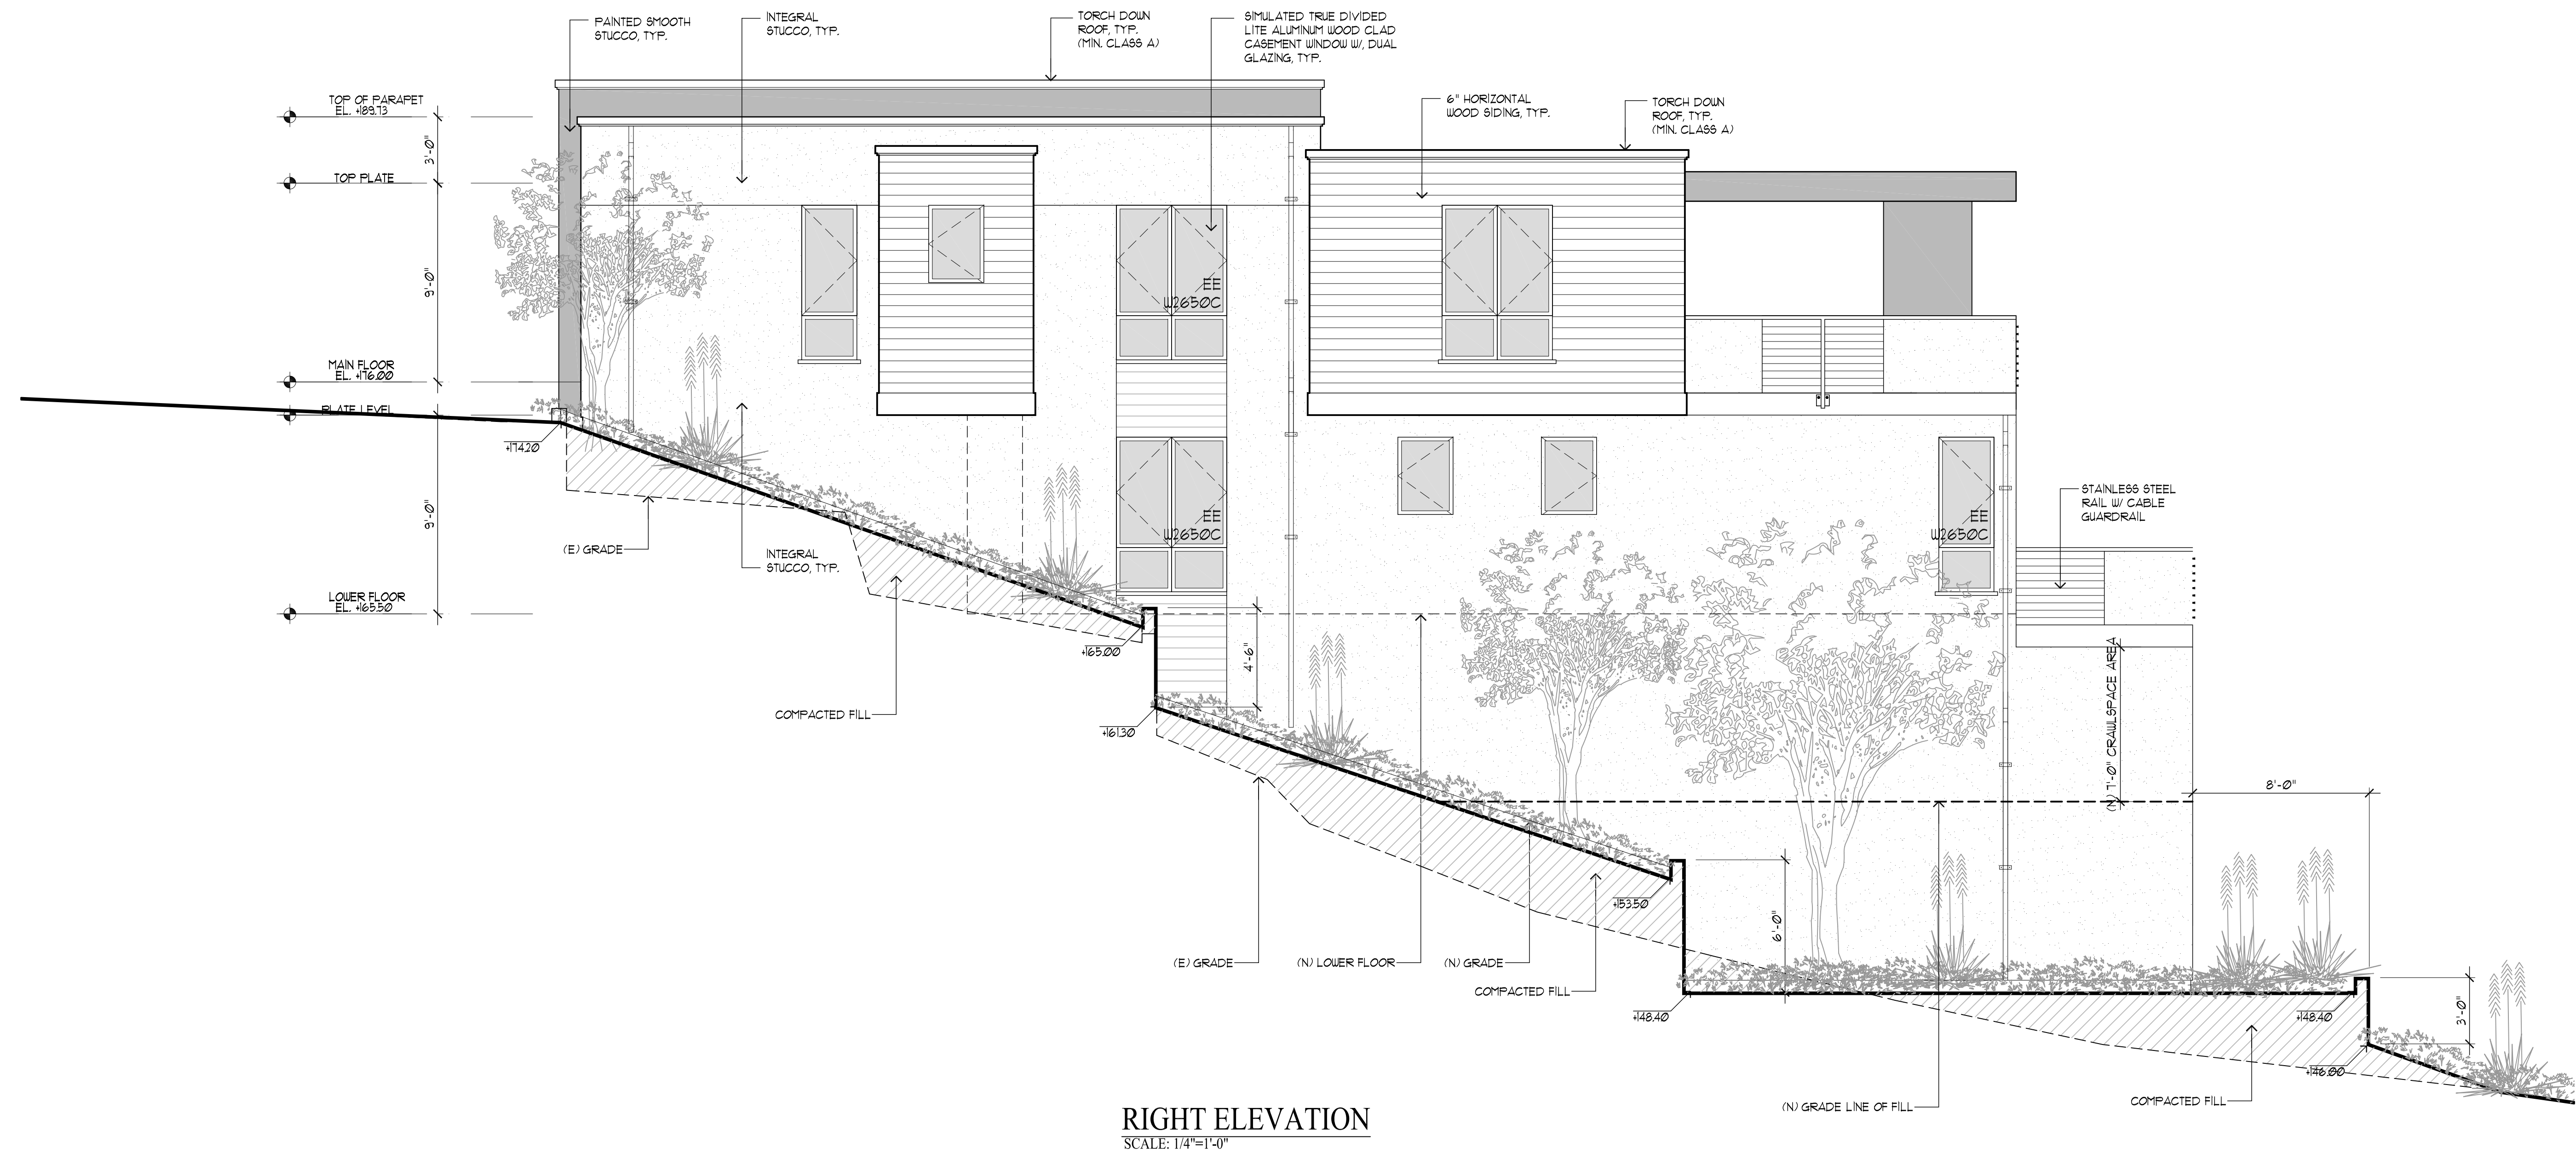 PAINTED SMOOTH
STUCCO, TYP.
INTEGRAL
STUCCO, TYP.
TORCH DOWN
ROOF, TYP.
(MIN. CLASS A)
SIMULATED TRUE DIVIDED
LITE ALUMINUM WOOD CLAD
CASEMENT WINDOW W/, DUAL
GLAZING, TYP.
6" HORIZONTAL
WOOD SIDING, TYP.
TORCH DOWN
ROOF, TYP.
(MIN. CLASS A)
TOP OF PARAPET
EL. +189.73
3'-0"
TOP PLATE
9'-0"
MAIN FLOOR
EL. +176.00
PLATE LEVEL
9'-0"
LOWER FLOOR
EL. +165.50
EE
W2650C
EE
W2650C
EE
W2650C
+174.20
(E) GRADE
INTEGRAL
STUCCO, TYP.
STAINLESS STEEL
RAIL W/ CABLE
GUARDRAIL
+165.00
4'-6"
COMPACTED FILL
+161.30
(N) 7'-0" CRAWLSPACE AREA
8'-0"
+153.50
6'-0"
(E) GRADE
(N) LOWER FLOOR
(N) GRADE
COMPACTED FILL
+148.40
+148.40
3'-0"
+146.00
(N) GRADE LINE OF FILL
COMPACTED FILL
RIGHT ELEVATION
SCALE: 1/4"=1'-0"